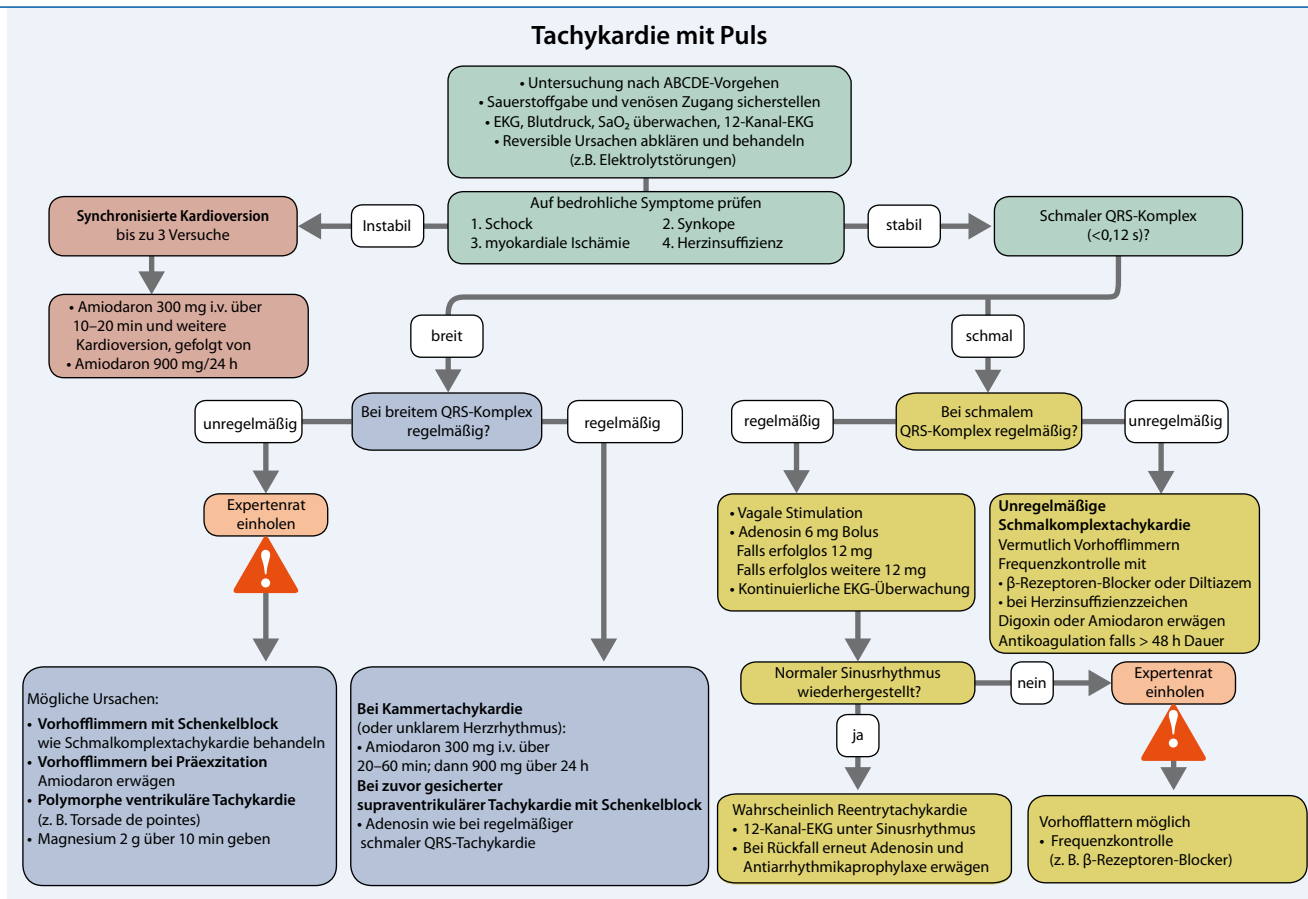 Tachykardie mit Puls
• Untersuchung nach ABCDE-Vorgehen
• Sauerstoffgabe und venösen Zugang sicherstellen
• EKG, Blutdruck, SaO₂ überwachen, 12-Kanal-EKG
• Reversible Ursachen abklären und behandeln
(z.B. Elektrolytstörungen)
Synchronisierte Kardioversion
bis zu 3 Versuche
Instabil
Auf bedrohliche Symptome prüfen
1. Schock 2. Synkope
3. myokardiale Ischämie 4. Herzinsuffizienz
stabil
Schmaler QRS-Komplex
(<0,12 s)?
• Amiodaron 300 mg i.v. über
10–20 min und weitere
Kardioversion, gefolgt von
• Amiodaron 900 mg/24 h
breit
schmal
unregelmäßig
Bei breitem QRS-Komplex
regelmäßig?
regelmäßig
regelmäßig
Bei schmalem
QRS-Komplex regelmäßig?
unregelmäßig
Expertenrat
einholen
!
• Vagale Stimulation
• Adenosin 6 mg Bolus
Falls erfolglos 12 mg
Falls erfolglos weitere 12 mg
• Kontinuierliche EKG-Überwachung
Unregelmäßige
Schmalkomplextachykardie
Vermutlich Vorhofflimmern
Frequenzkontrolle mit
• β-Rezeptoren-Blocker oder Diltiazem
• bei Herzinsuffizienzzeichen
Digoxin oder Amiodaron erwägen
Antikoagulation falls > 48 h Dauer
Mögliche Ursachen:
• Vorhofflimmern mit Schenkelblock
wie Schmalkomplextachykardie behandeln
• Vorhofflimmern bei Präexzitation
Amiodaron erwägen
• Polymorphe ventrikuläre Tachykardie
(z. B. Torsade de pointes)
• Magnesium 2 g über 10 min geben
Bei Kammertachykardie
(oder unklarem Herzrhythmus):
• Amiodaron 300 mg i.v. über
20–60 min; dann 900 mg über 24 h
Bei zuvor gesicherter
supraventrikulärer Tachykardie mit Schenkelblock
• Adenosin wie bei regelmäßiger
schmaler QRS-Tachykardie
Normaler Sinusrhythmus
wiederhergestellt?
nein
Expertenrat
einholen
!
ja
Wahrscheinlich Reentrytachykardie
• 12-Kanal-EKG unter Sinusrhythmus
• Bei Rückfall erneut Adenosin und
Antiarrhythmikaprophylaxe erwägen
Vorhofflattern möglich
• Frequenzkontrolle
(z. B. β-Rezeptoren-Blocker)